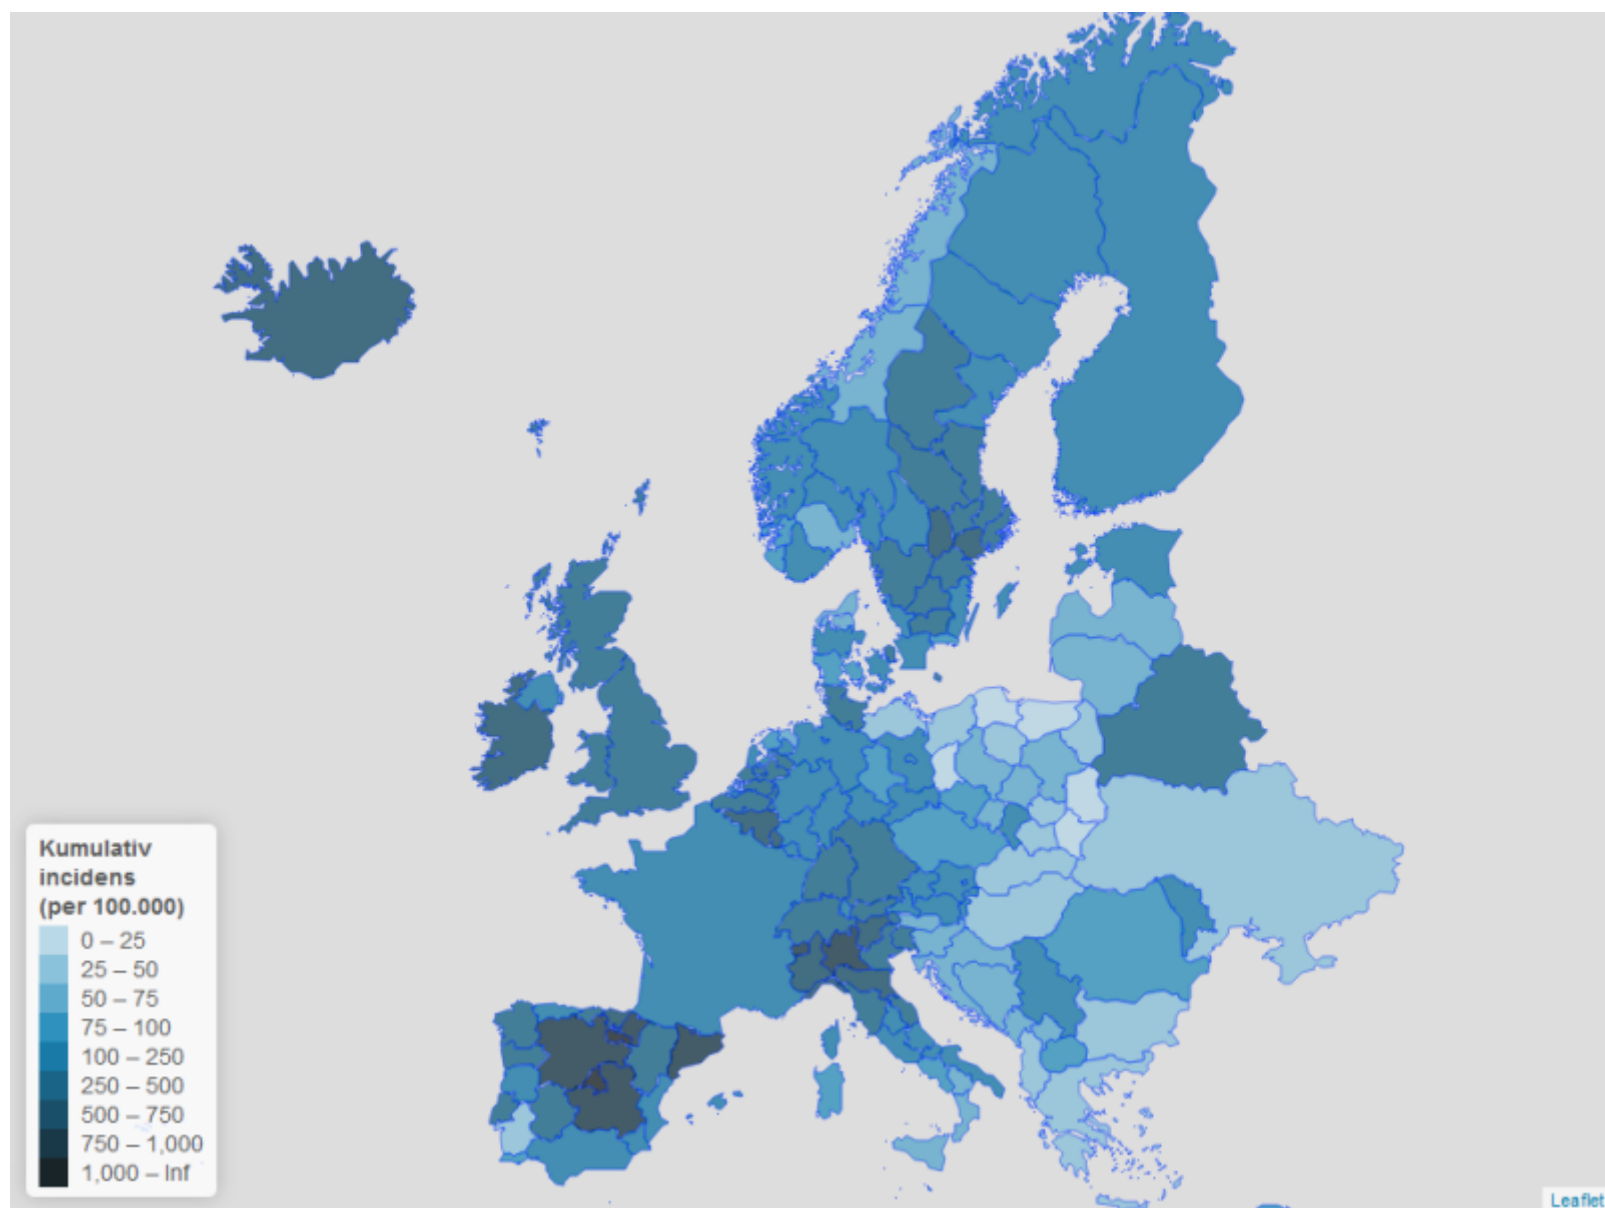 Kumulativ
incidens
(per 100.000)
0 – 25
25 – 50
50 – 75
75 – 100
100 – 250
250 – 500
500 – 750
750 – 1,000
1,000 – Inf
Leaflet